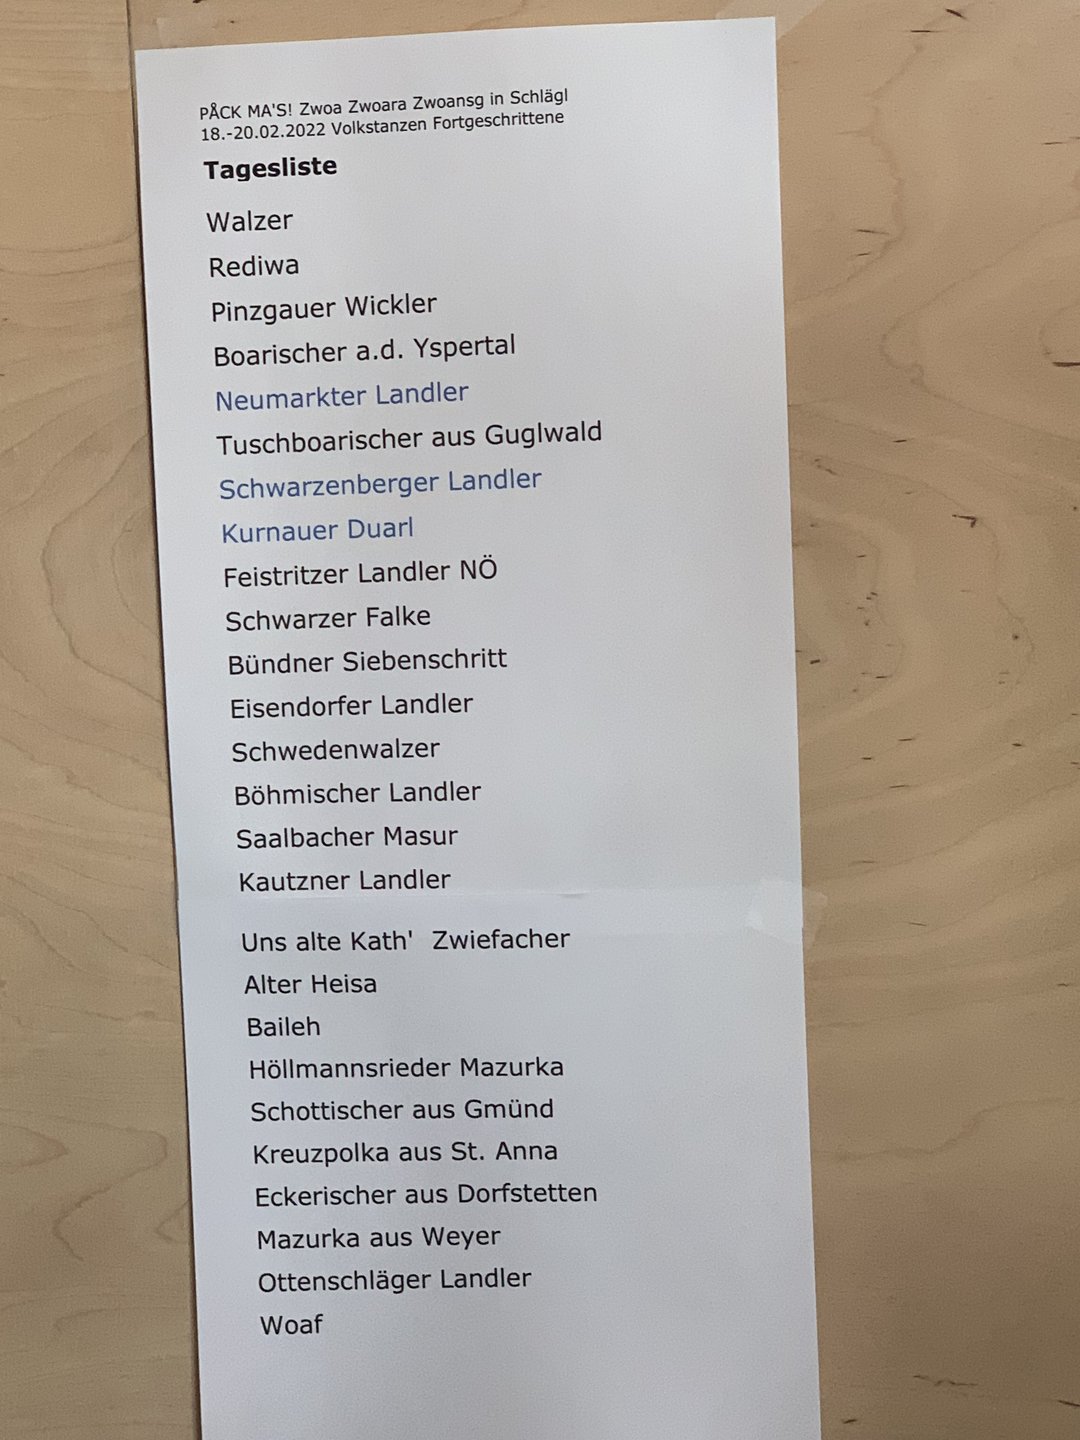 PÅCK MA'S! Zwoa Zwoara Zwoansg in Schlägl
18.-20.02.2022 Volkstanzen Fortgeschrittene
Tagesliste
Walzer
Rediwa
Pinzgauer Wickler
Boarischer a.d. Yspertal
Neumarkter Landler
Tuschboarischer aus Guglwald
Schwarzenberger Landler
Kurnauer Duarl
Feistritzer Landler NÖ
Schwarzer Falke
Bündner Siebenschritt
Eisendorfer Landler
Schwedenwalzer
Böhmischer Landler
Saalbacher Masur
Kautzner Landler
Uns alte Kath'  Zwiefacher
Alter Heisa
Baileh
Höllmannsrieder Mazurka
Schottischer aus Gmünd
Kreuzpolka aus St. Anna
Eckerischer aus Dorfstetten
Mazurka aus Weyer
Ottenschläger Landler
Woaf